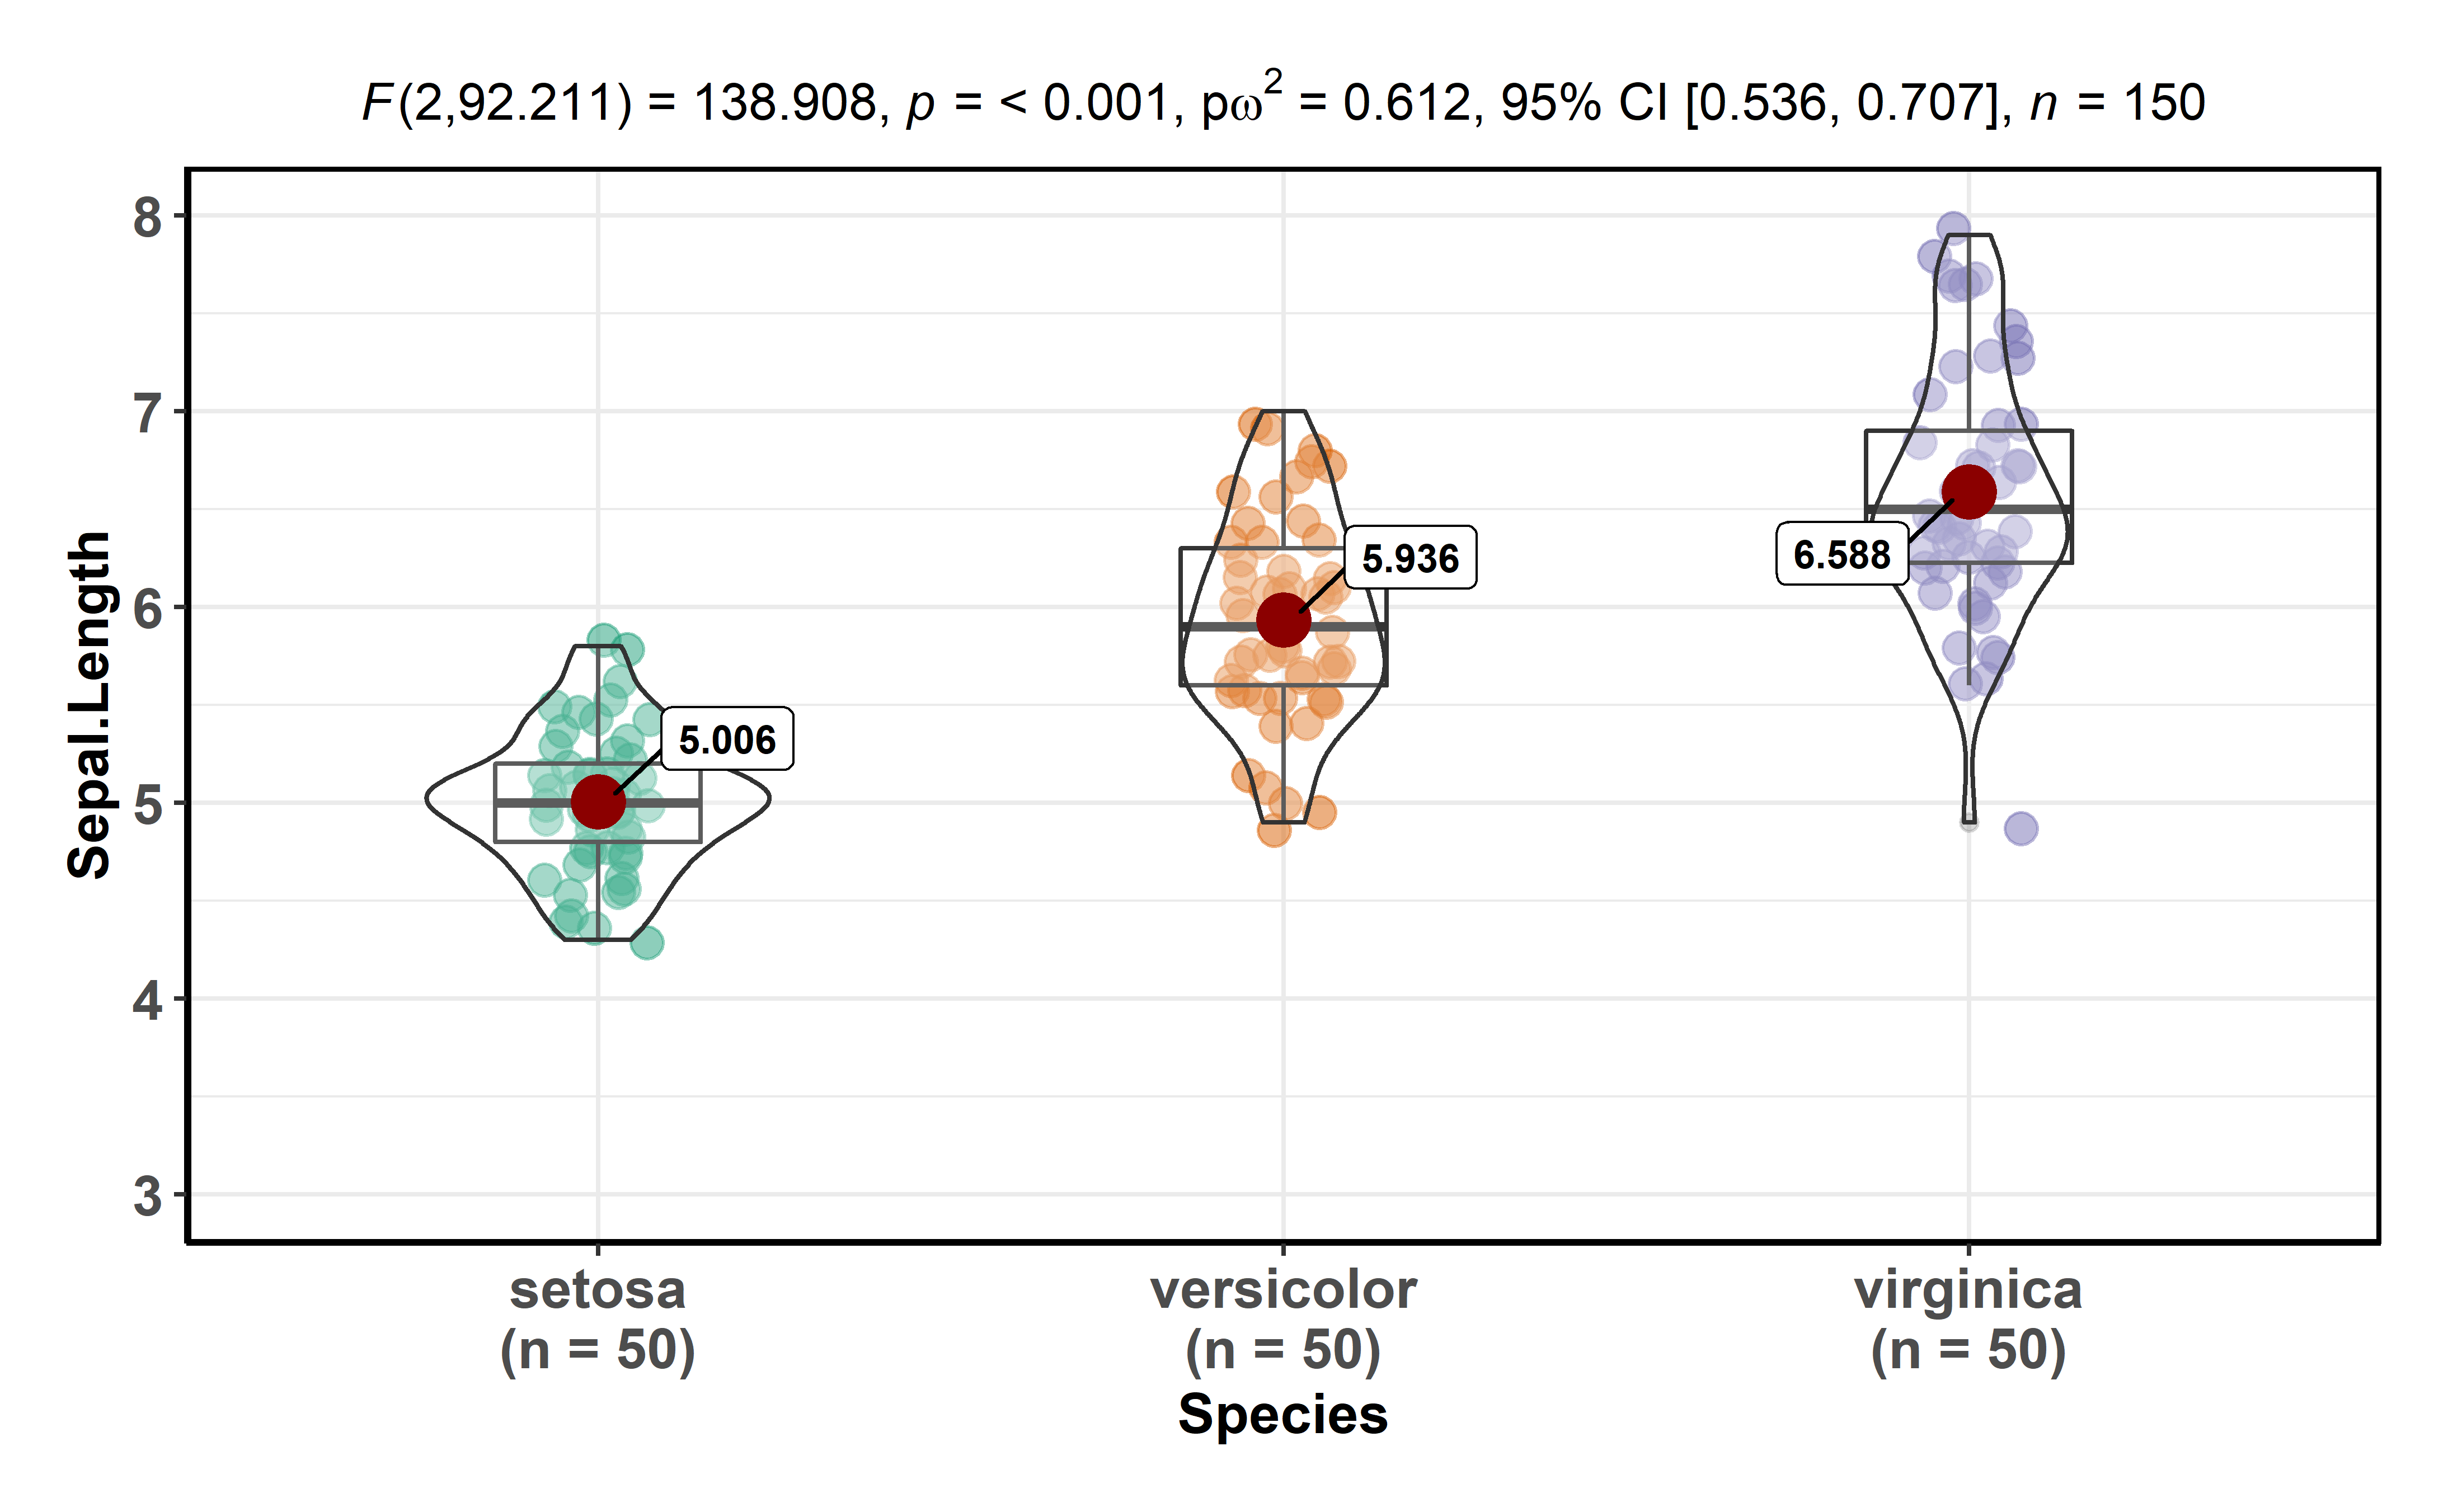 F(2,92.211) = 138.908, p = < 0.001, pω² = 0.612, 95% CI [0.536, 0.707], n = 150
Sepal.Length
8
7
6
5
4
3
5.006
5.936
6.588
setosa
(n = 50)
versicolor
(n = 50)
virginica
(n = 50)
Species